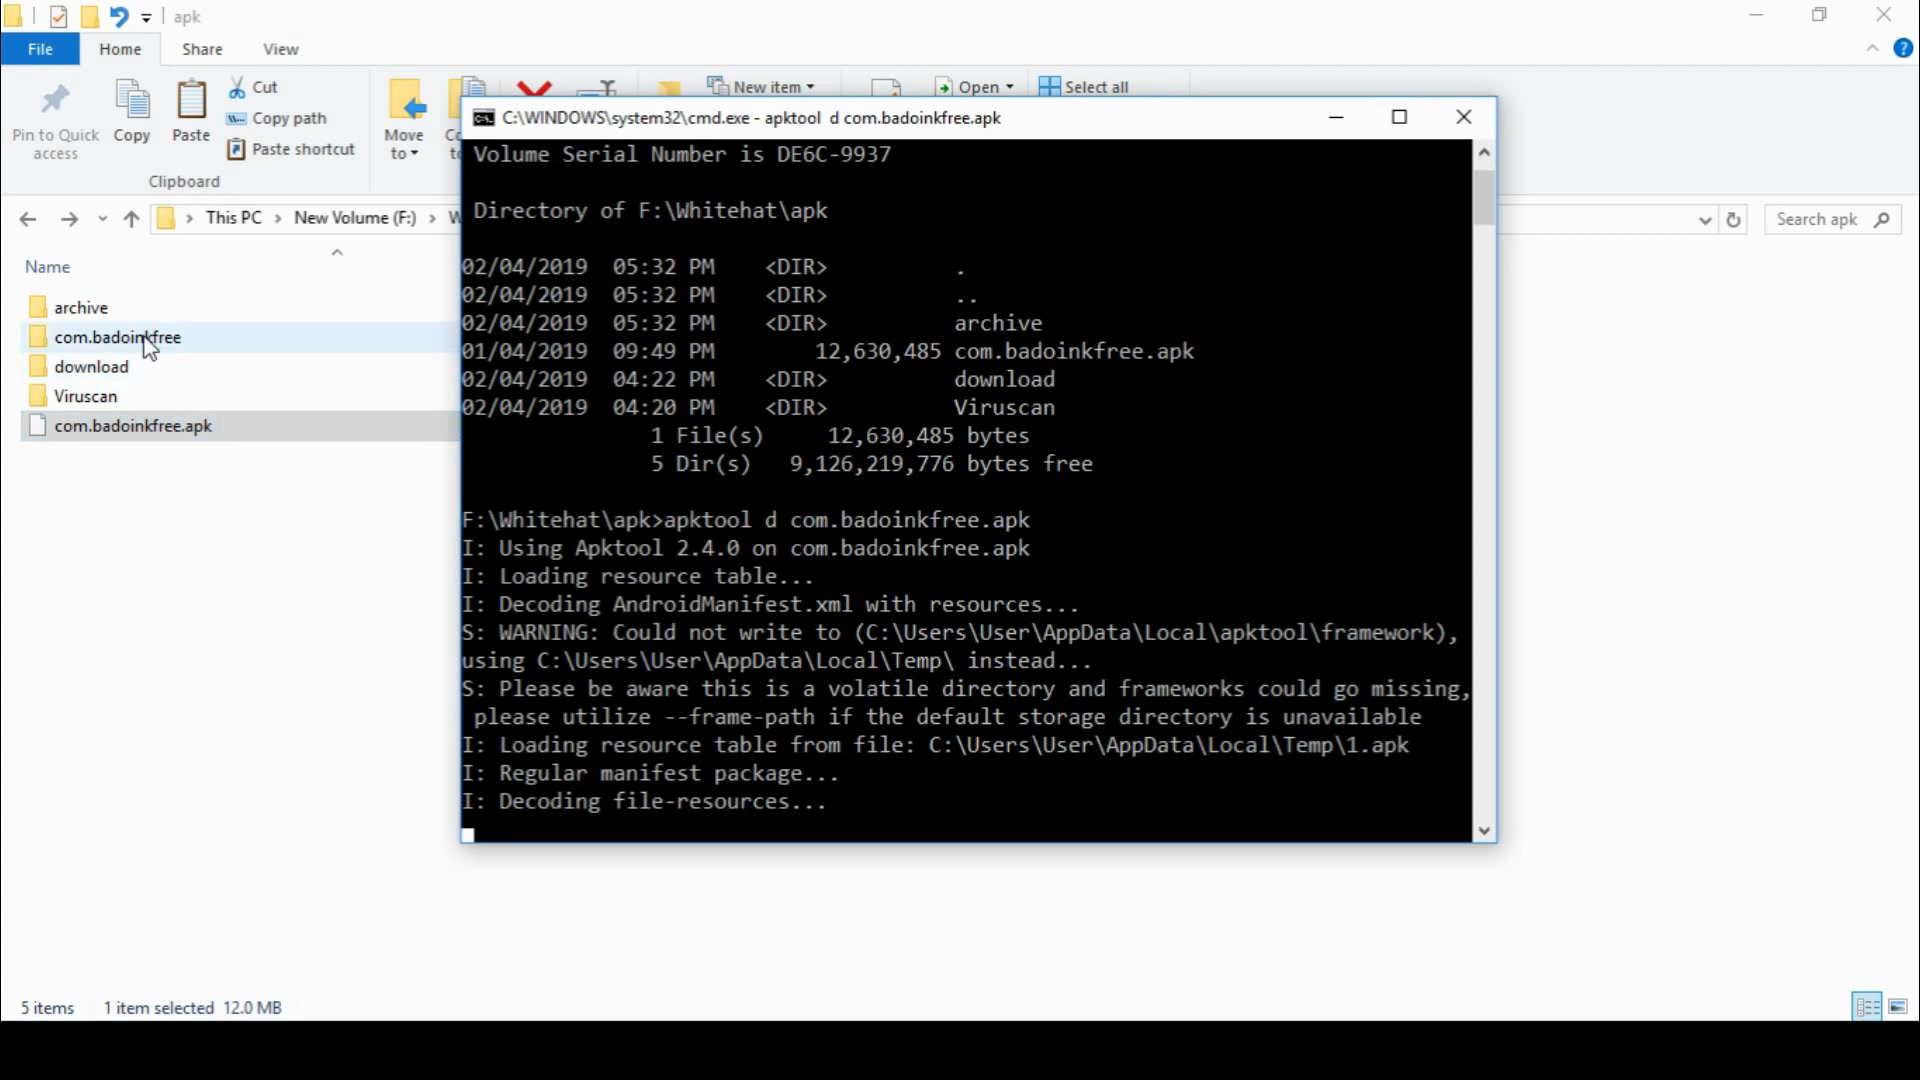 apk
File Home Share View
Cut
New item
Open
Select all
Copy path
Pin to Quick access
Copy
Paste
Paste shortcut
Move to
Clipboard
This PC > New Volume (F:) >
Search apk
Name
archive
com.badoinkfree
download
Viruscan
com.badoinkfree.apk
C:\WINDOWS\system32\cmd.exe - apktool d com.badoinkfree.apk
Volume Serial Number is DE6C-9937
Directory of F:\Whitehat\apk
02/04/2019 05:32 PM <DIR> .
02/04/2019 05:32 PM <DIR> ..
02/04/2019 05:32 PM <DIR> archive
01/04/2019 09:49 PM 12,630,485 com.badoinkfree.apk
02/04/2019 04:22 PM <DIR> download
02/04/2019 04:20 PM <DIR> Viruscan
1 File(s) 12,630,485 bytes
5 Dir(s) 9,126,219,776 bytes free
F:\Whitehat\apk>apktool d com.badoinkfree.apk
I: Using Apktool 2.4.0 on com.badoinkfree.apk
I: Loading resource table...
I: Decoding AndroidManifest.xml with resources...
S: WARNING: Could not write to (C:\Users\User\AppData\Local\apktool\framework),
using C:\Users\User\AppData\Local\Temp\ instead...
S: Please be aware this is a volatile directory and frameworks could go missing,
please utilize --frame-path if the default storage directory is unavailable
I: Loading resource table from file: C:\Users\User\AppData\Local\Temp\1.apk
I: Regular manifest package...
I: Decoding file-resources...
5 items 1 item selected 12.0 MB